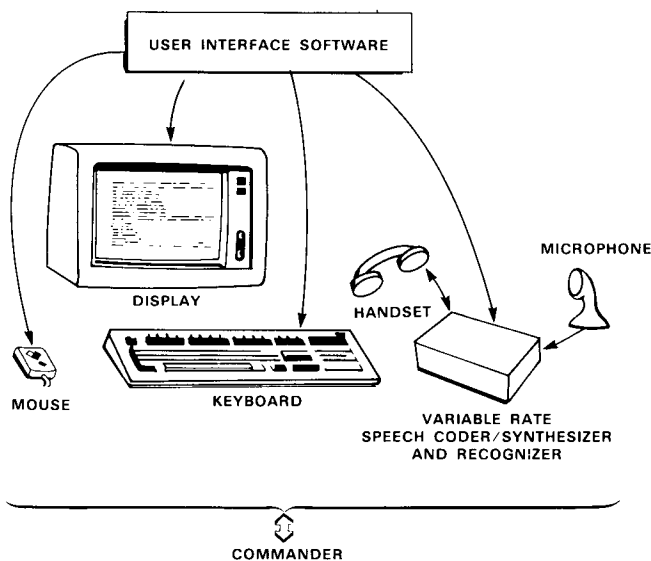 USER INTERFACE SOFTWARE
MICROPHONE
DISPLAY
HANDSET
MOUSE
KEYBOARD
VARIABLE RATE
SPEECH CODER/SYNTHESIZER
AND RECOGNIZER
COMMANDER